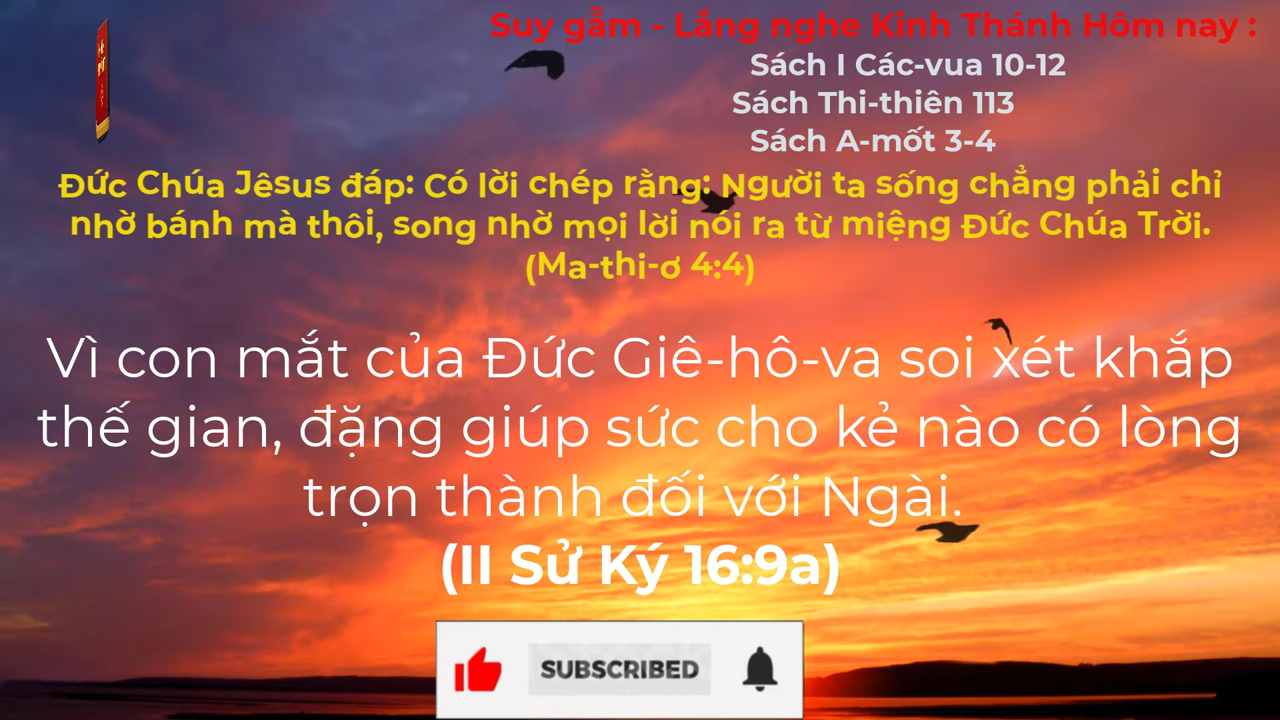 Suy gẫm - Lắng nghe Kinh Thánh Hôm nay :
Sách I Các-vua 10-12
Sách Thi-thiên 113
Sách A-mốt 3-4
Đức Chúa Jêsus đáp: Có lời chép rằng: Người ta sống chẳng phải chỉ
nhờ bánh mà thôi, song nhờ mọi lời nói ra từ miệng Đức Chúa Trời.
(Ma-thi-ơ 4:4)
Vì con mắt của Đức Giê-hô-va soi xét khắp
thế gian, đặng giúp sức cho kẻ nào có lòng
trọn thành đối với Ngài.
(II Sử Ký 16:9a)
SUBSCRIBED